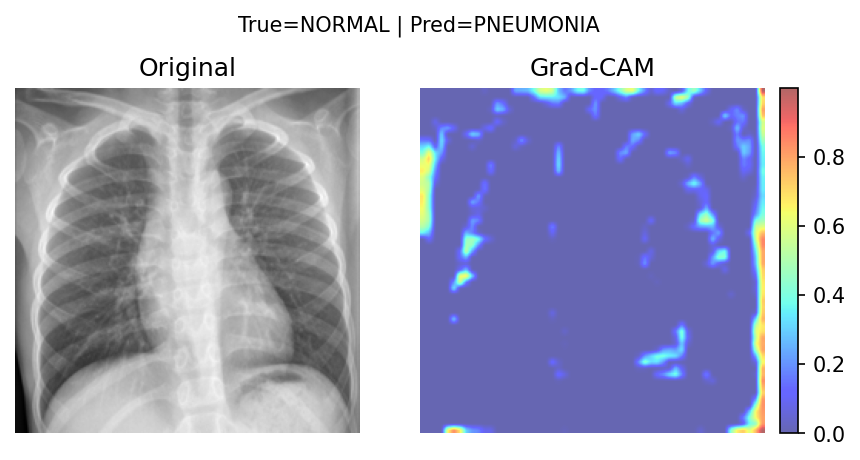 True=NORMAL | Pred=PNEUMONIA
Original
Grad-CAM
0.8
0.6
0.4
0.2
0.0